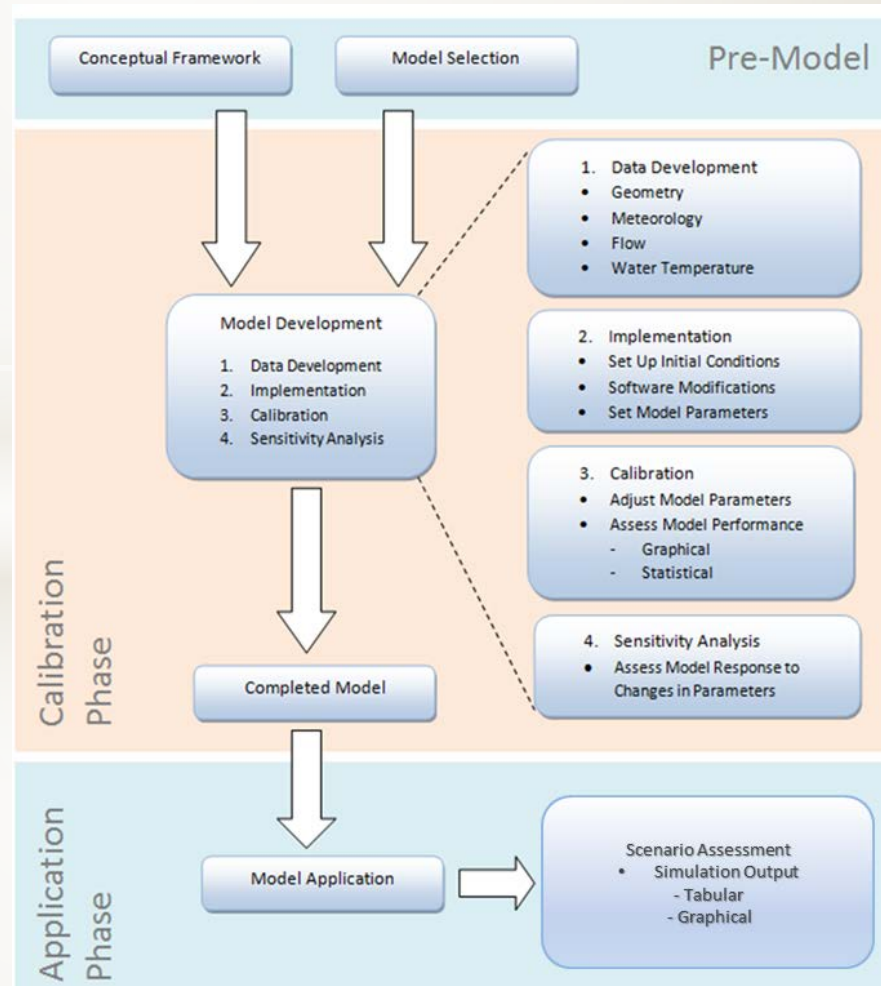 Conceptual Framework
Model Selection
Pre-Model
Model Development
1. Data Development
2. Implementation
3. Calibration
4. Sensitivity Analysis
1. Data Development
• Geometry
• Meteorology
• Flow
• Water Temperature
2. Implementation
• Set Up Initial Conditions
• Software Modifications
• Set Model Parameters
3. Calibration
• Adjust Model Parameters
• Assess Model Performance
- Graphical
- Statistical
4. Sensitivity Analysis
• Assess Model Response to
Changes in Parameters
Completed Model
Calibration
Phase
Model Application
Scenario Assessment
• Simulation Output
- Tabular
- Graphical
Application
Phase